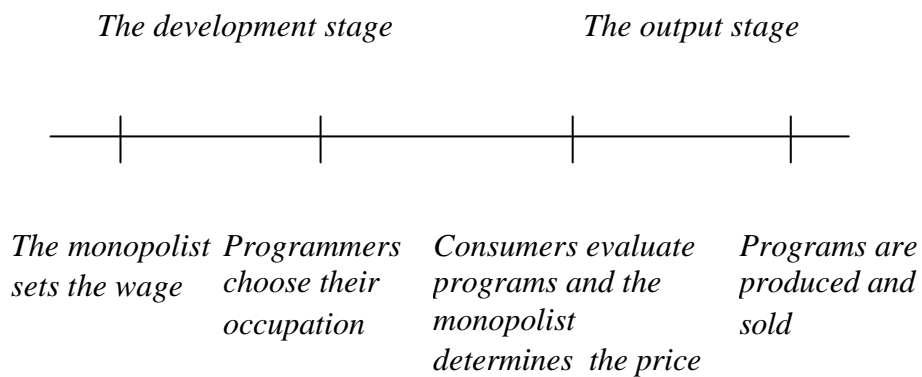 The development stage
The output stage
The monopolist
sets the wage
Programmers
choose their
occupation
Consumers evaluate
programs and the
monopolist
determines the price
Programs are
produced and
sold